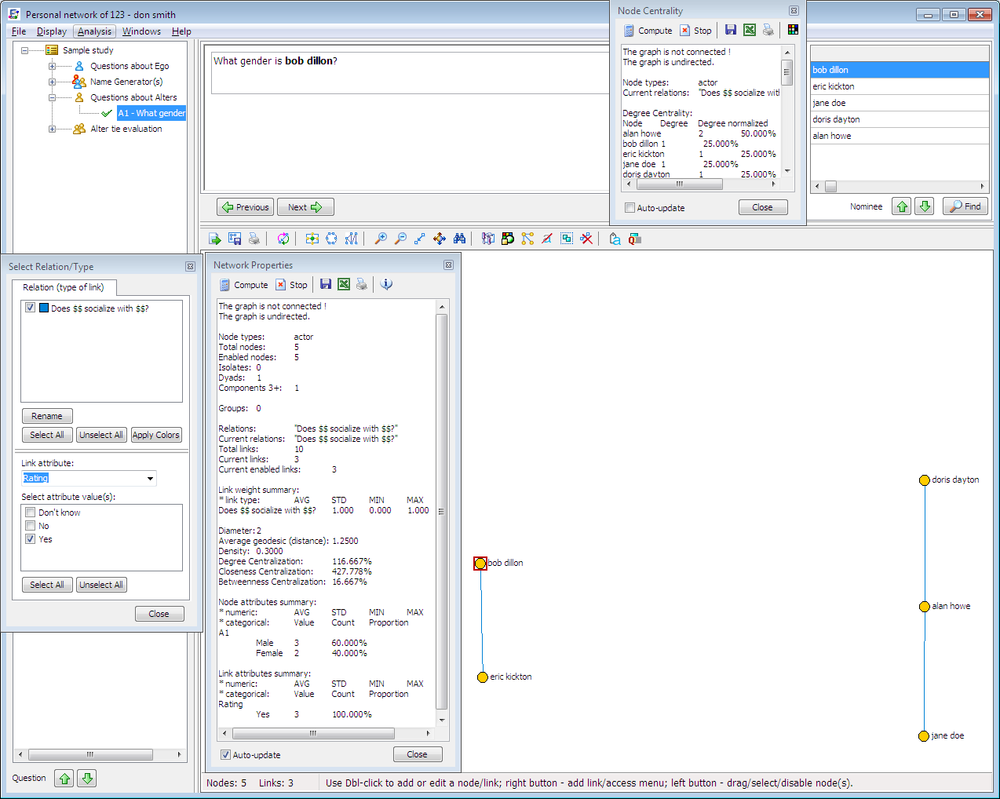 Personal network of 123 - don smith
File Display Analysis Windows Help
Sample study
Questions about Ego
Name Generator(s)
Questions about Alters
A1 - What gender
Alter tie evaluation
What gender is bob dillon?
Previous Next
Node Centrality
Compute Stop
The graph is not connected !
The graph is undirected.
Node types: actor
Current relations: "Does $$ socialize wit
Degree Centrality:
Node Degree Degree normalized
alan howe 2 50.000%
bob dillon 1 25.000%
eric kickton 1 25.000%
jane doe 1 25.000%
doris dayton 1 25.000%
Auto-update Close
bob dillon
eric kickton
jane doe
doris dayton
alan howe
Nominee Find
Select Relation/Type
Relation (type of link)
Does $$ socialize with $$?
Rename
Select All Unselect All Apply Colors
Link attribute:
Rating
Select attribute value(s):
Don't know
No
Yes
Select All Unselect All
Close
Question
Network Properties
Compute Stop
The graph is not connected !
The graph is undirected.
Node types: actor
Total nodes: 5
Enabled nodes: 5
Isolates: 0
Dyads: 1
Components 3+: 1
Groups: 0
Relations: "Does $$ socialize with $$?"
Current relations: "Does $$ socialize with $$?"
Total links: 10
Current links: 3
Current enabled links: 3
Link weight summary:
* link type: AVG STD MIN MAX
Does $$ socialize with $$? 1.000 0.000 1.000
Diameter: 2
Average geodesic (distance): 1.2500
Density: 0.3000
Degree Centralization: 116.667%
Closeness Centralization: 427.778%
Betweenness Centralization: 16.667%
Node attributes summary:
* numeric: AVG STD MIN MAX
* categorical: Value Count Proportion
A1
Male 3 60.000%
Female 2 40.000%
Link attributes summary:
* numeric: AVG STD MIN MAX
* categorical: Value Count Proportion
Rating
Yes 3 100.000%
Auto-update Close
doris dayton
bob dillon
alan howe
eric kickton
jane doe
Nodes: 5 Links: 3 Use Dbl-click to add or edit a node/link; right button - add link/access menu; left button - drag/select/disable node(s).